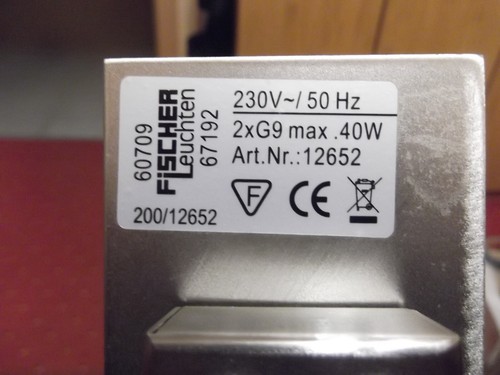 60709
FiSCHER
Leuchten
67192
230V~/ 50 Hz
2xG9 max .40W
Art.Nr.:12652
F
CE
200/12652